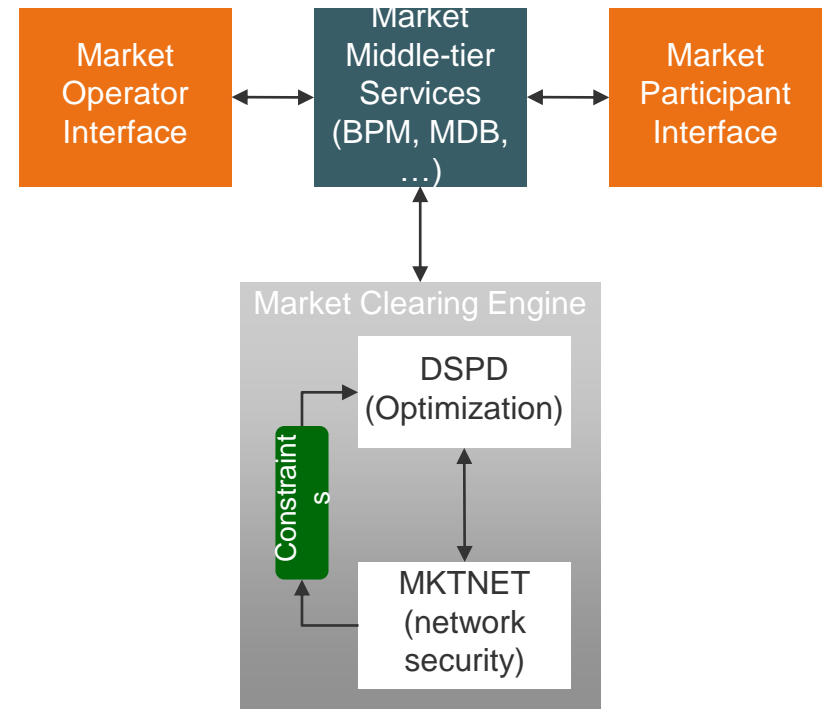 Market
Operator
Interface
Market
Middle-tier
Services
(BPM, MDB,
…)
Market
Participant
Interface
Market Clearing Engine
DSPD
(Optimization)
Constraint
s
MKTNET
(network
security)